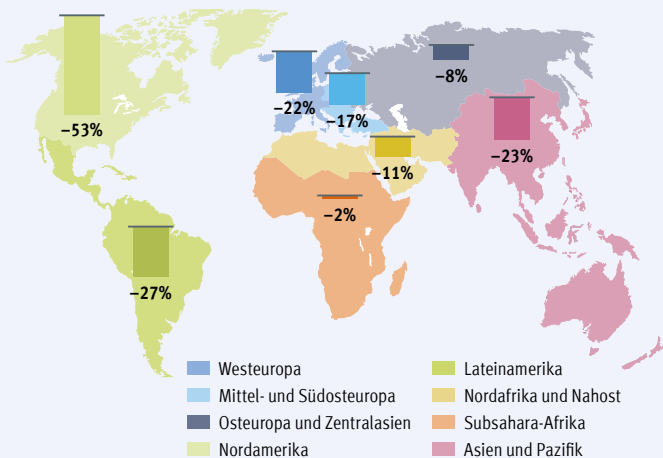 –53%
–22%
–17%
–8%
–23%
–11%
–2%
–27%
Westeuropa
Mittel- und Südosteuropa
Osteuropa und Zentralasien
Nordamerika
Lateinamerika
Nordafrika und Nahost
Subsahara-Afrika
Asien und Pazifik